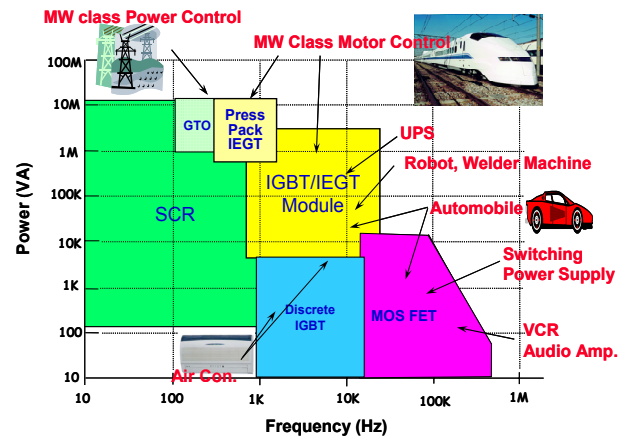 MW class Power Control
MW Class Motor Control
100M
10M
1M
100K
10K
1K
100
10
Power (VA)
GTO
Press
Pack
IEGT
UPS
Robot, Welder Machine
IGBT/IEGT
Module
SCR
Automobile
Switching
Power Supply
Discrete
IGBT
MOS FET
VCR
Audio Amp.
Air Con.
10
100
1K
10K
100K
1M
Frequency (Hz)